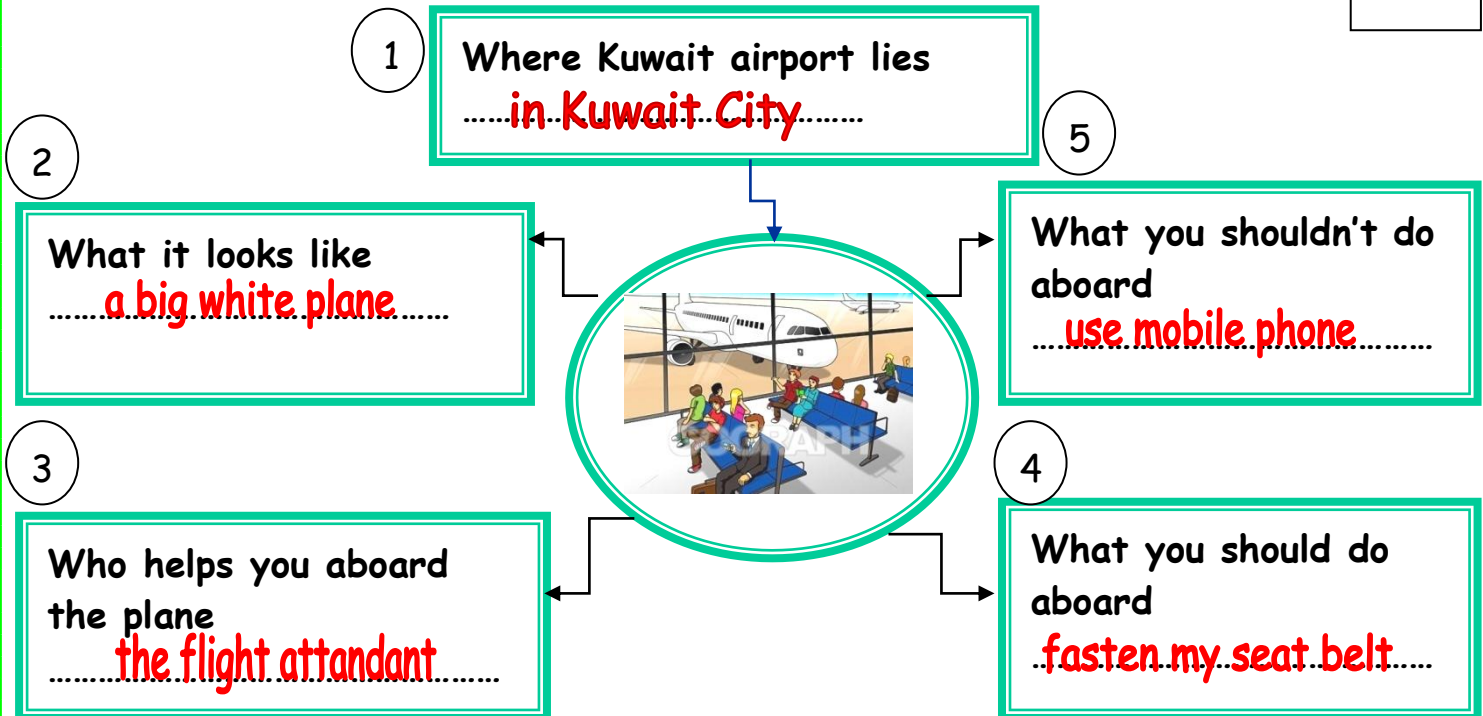 1
Where Kuwait airport lies
in Kuwait City
2
What it looks like
a big white plane
3
Who helps you aboard
the plane
the flight attandant
4
What you should do
aboard
fasten my seat belt
5
What you shouldn't do
aboard
use mobile phone
GOGRAPH